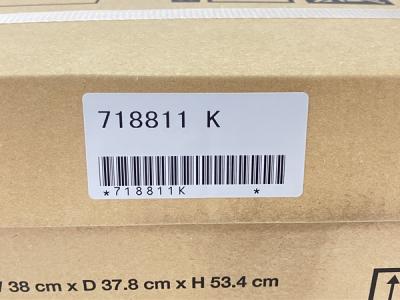 718811 K
*718811K *
W 38 cm x D 37.8 cm x H 53.4 cm